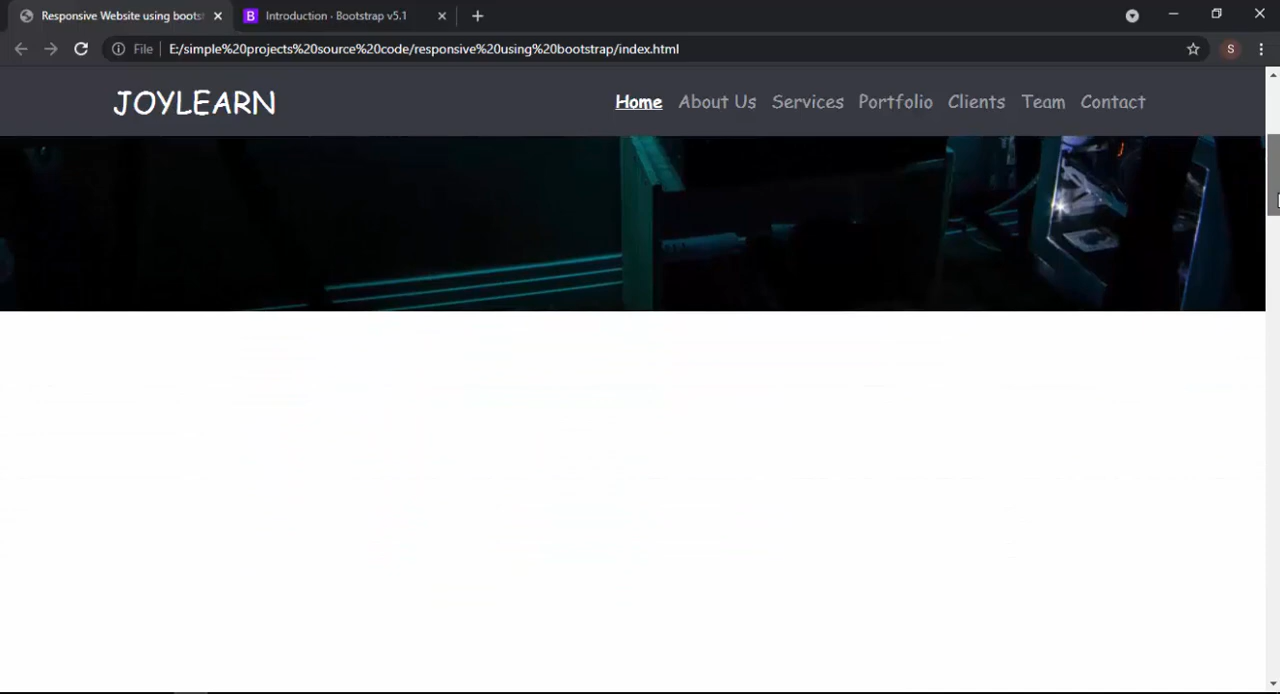 Responsive Website using boots
Introduction · Bootstrap v5.1
File
E:/simple%20projects%20source%20code/responsive%20using%20bootstrap/index.html
S
JOYLEARN
Home About Us Services Portfolio Clients Team Contact